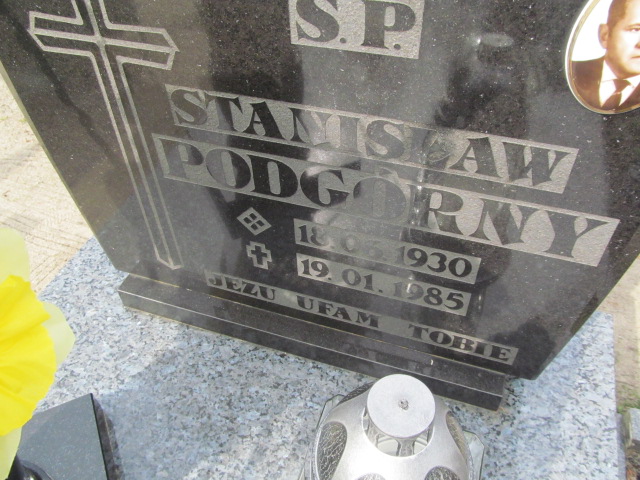 S.P.
STANISŁAW
PODGÓRNY
18.03.1930
19.01.1985
JEZU UFAM TOBIE